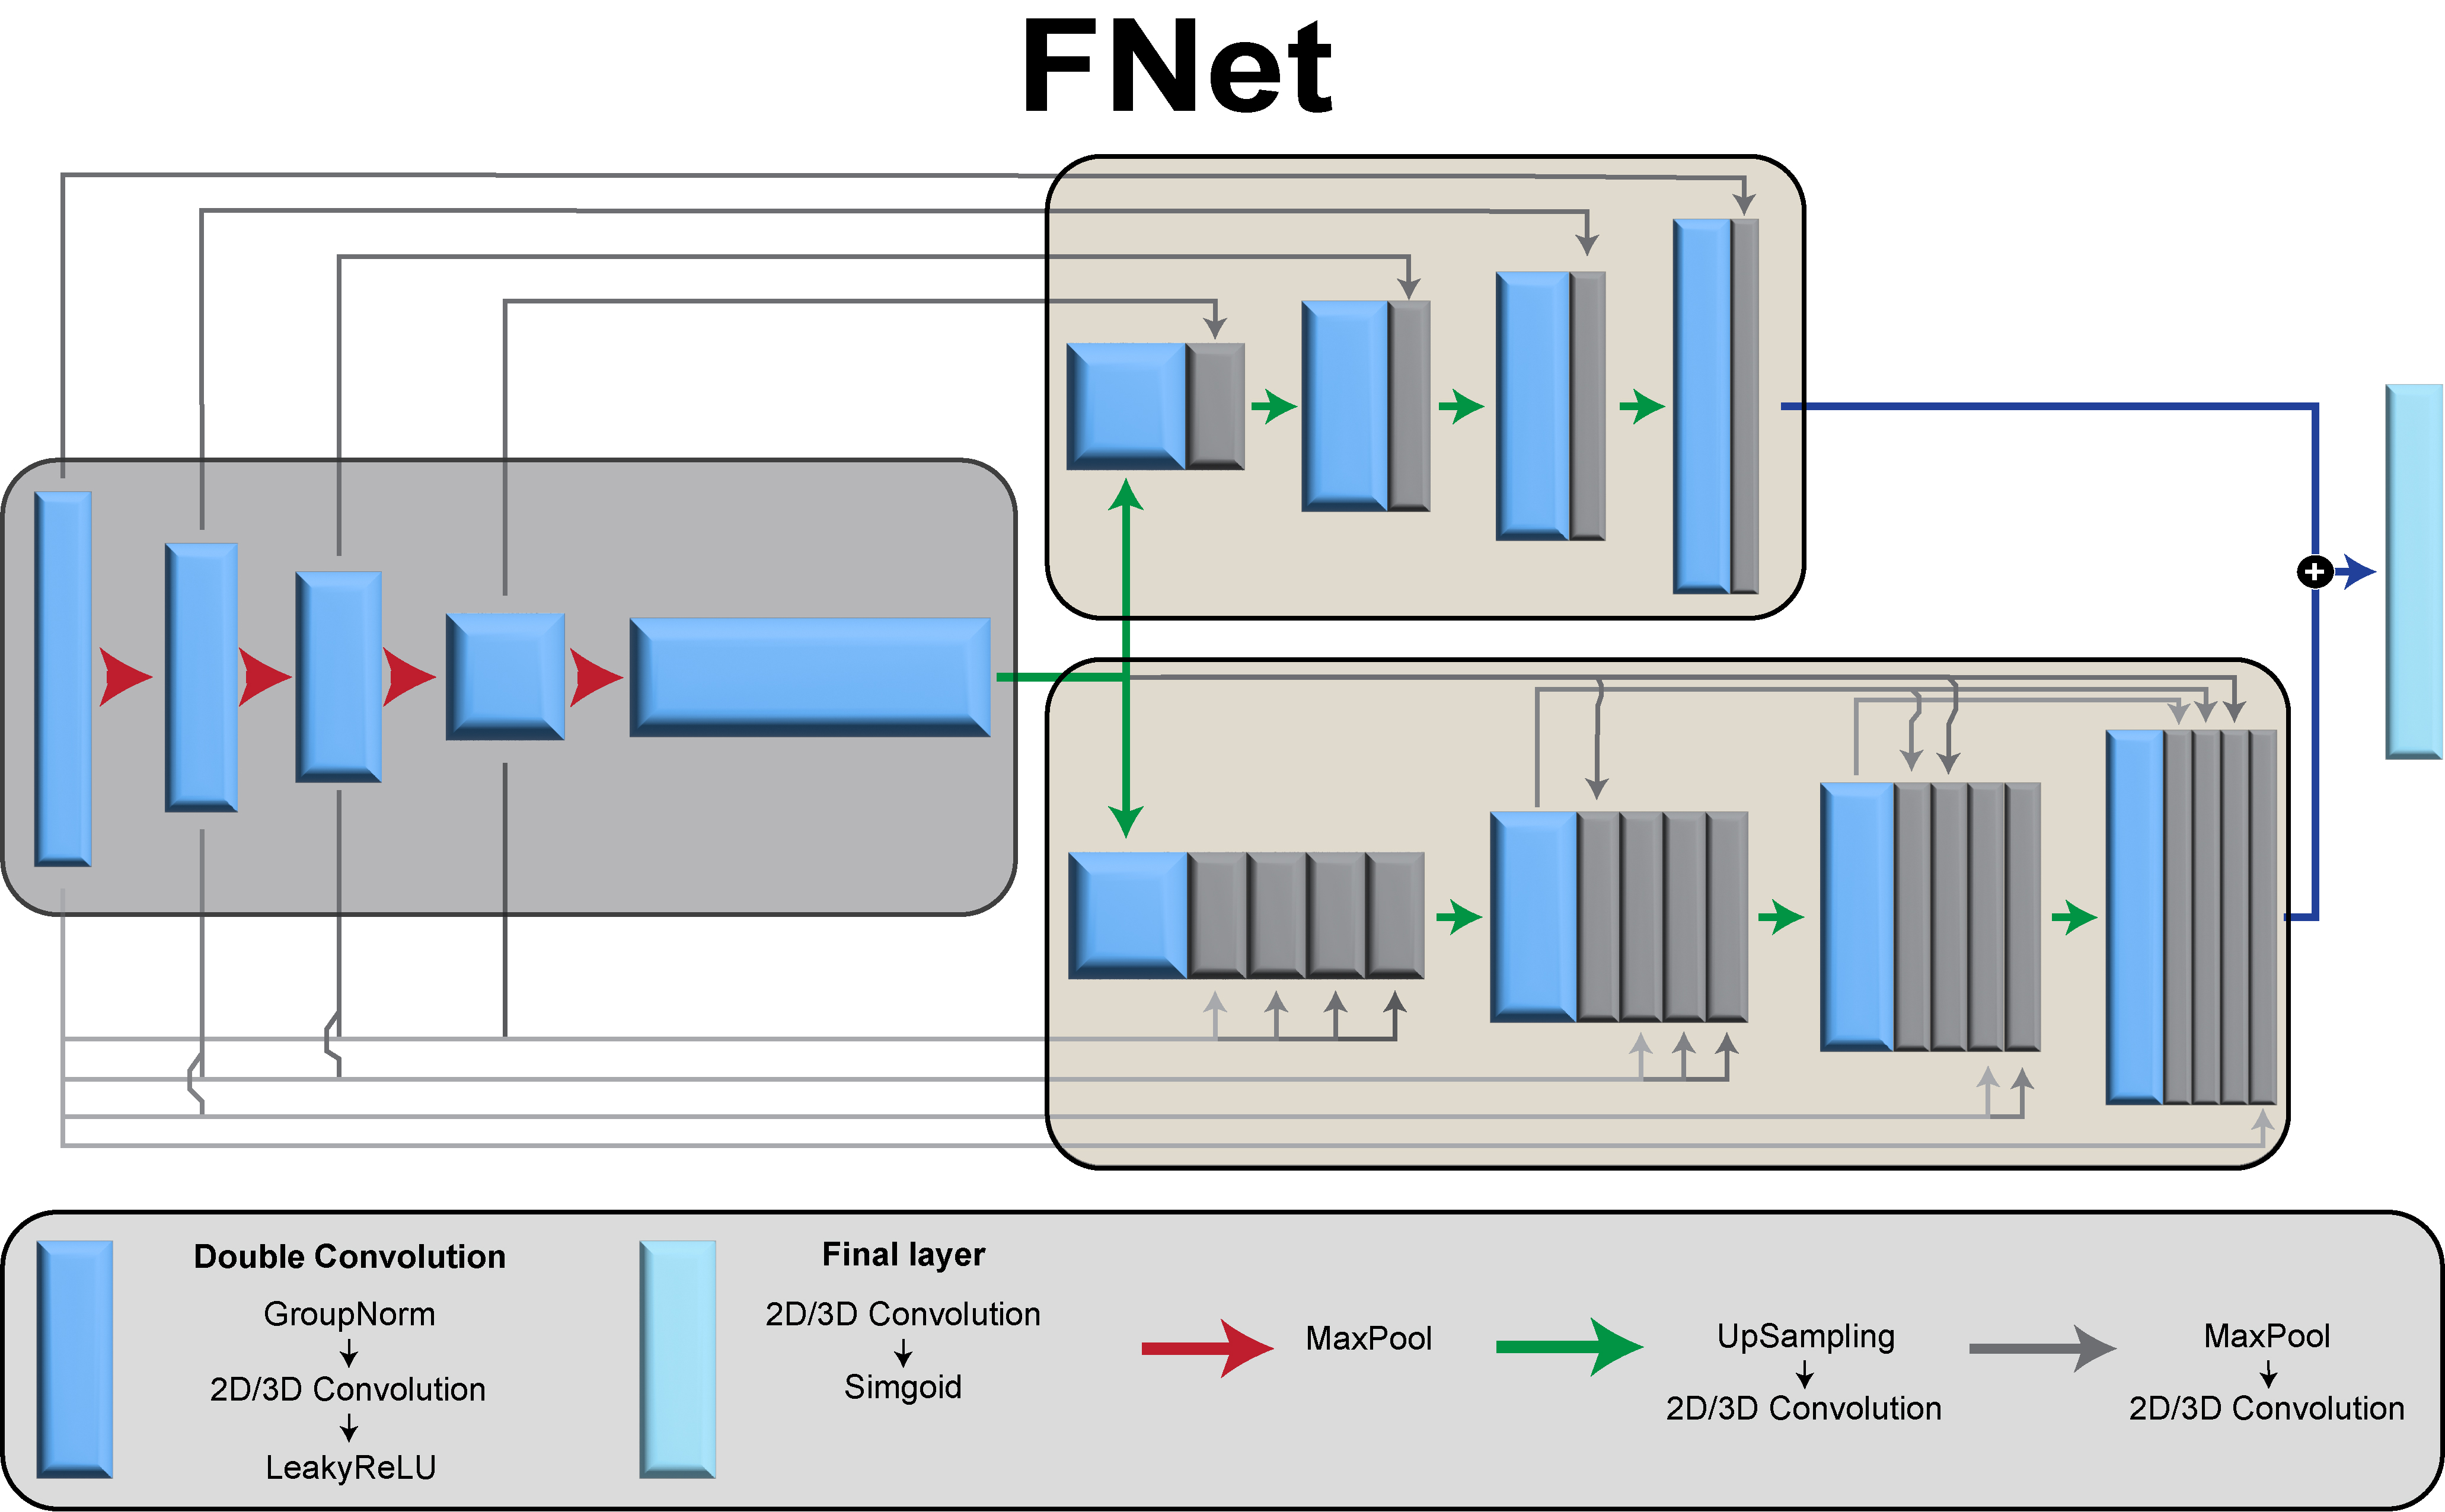 FNet
Double Convolution
GroupNorm
2D/3D Convolution
LeakyReLU
Final layer
2D/3D Convolution
Simgoid
MaxPool
UpSampling
2D/3D Convolution
MaxPool
2D/3D Convolution